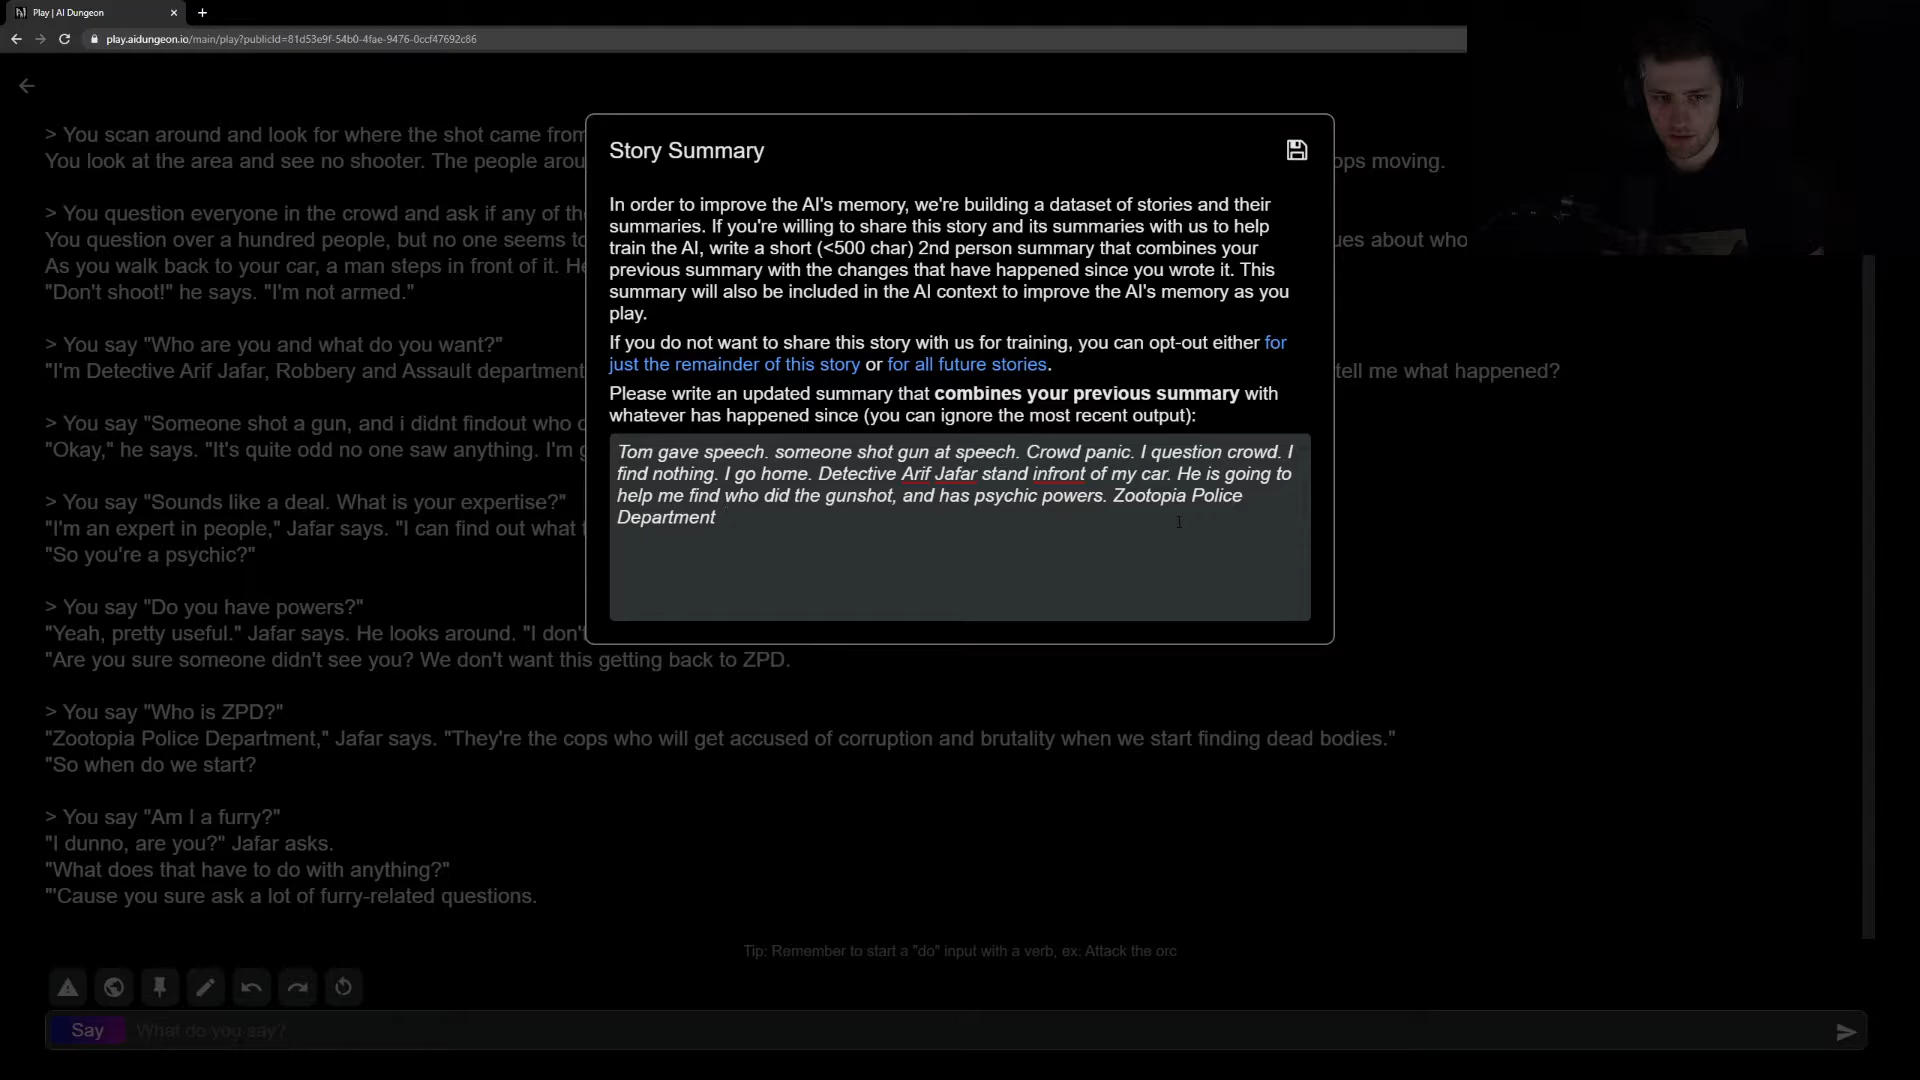 Play | AI Dungeon
play.aidungeon.io/main/play?publicId=81d53e9f-54b0-4fae-9476-0ccf47692c86
> You scan around and look for where the shot came from
You look at the area and see no shooter. The people arou ops moving.
> You question everyone in the crowd and ask if any of the
You question over a hundred people, but no one seems to ues about who
As you walk back to your car, a man steps in front of it. He
"Don't shoot!" he says. "I'm not armed."
> You say "Who are you and what do you want?"
"I'm Detective Arif Jafar, Robbery and Assault department tell me what happened?
> You say "Someone shot a gun, and i didnt findout who
"Okay," he says. "It's quite odd no one saw anything. I'm
> You say "Sounds like a deal. What is your expertise?"
"I'm an expert in people," Jafar says. "I can find out what
"So you're a psychic?"
> You say "Do you have powers?"
"Yeah, pretty useful." Jafar says. He looks around. "I don't
"Are you sure someone didn't see you? We don't want this getting back to ZPD.
> You say "Who is ZPD?"
"Zootopia Police Department," Jafar says. "They're the cops who will get accused of corruption and brutality when we start finding dead bodies."
"So when do we start?
> You say "Am I a furry?"
"I dunno, are you?" Jafar asks.
"What does that have to do with anything?"
"'Cause you sure ask a lot of furry-related questions.
Story Summary
In order to improve the AI's memory, we're building a dataset of stories and their
summaries. If you're willing to share this story and its summaries with us to help
train the AI, write a short (<500 char) 2nd person summary that combines your
previous summary with the changes that have happened since you wrote it. This
summary will also be included in the AI context to improve the AI's memory as you
play.
If you do not want to share this story with us for training, you can opt-out either for
just the remainder of this story or for all future stories.
Please write an updated summary that combines your previous summary with
whatever has happened since (you can ignore the most recent output):
Tom gave speech. someone shot gun at speech. Crowd panic. I question crowd. I
find nothing. I go home. Detective Arif Jafar stand infront of my car. He is going to
help me find who did the gunshot, and has psychic powers. Zootopia Police
Department
Tip: Remember to start a "do" input with a verb, ex: Attack the orc
Say What do you say?